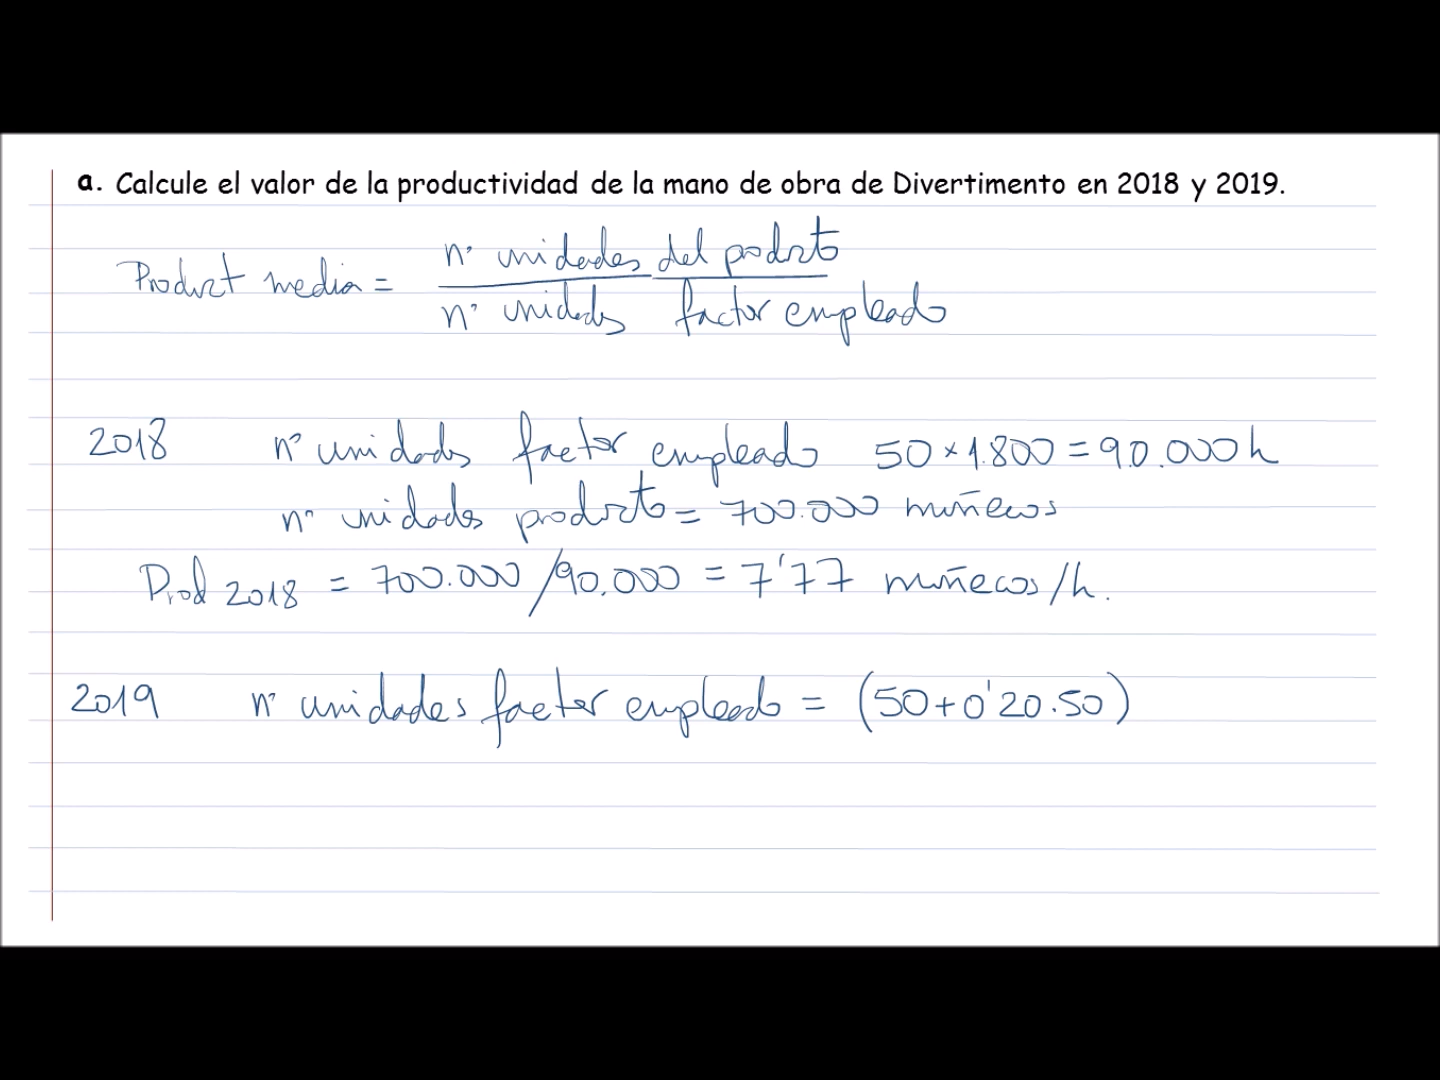 a. Calcule el valor de la productividad de la mano de obra de Divertimento en 2018 y 2019.
Product media = nº unidades del producto
nº unidades factor empleado
2018 nº unidades factor empleado 50 × 1.800 = 90.000 h
nº unidades producto = 700.000 muñecos
Prod 2018 = 700.000 / 90.000 = 7'77 muñecos/h.
2019 nº unidades factor empleado = (50 + 0'20 · 50)